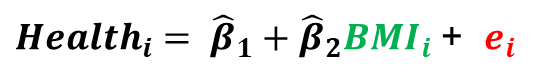 Healthᵢ = β̂₁ + β̂₂BMIᵢ + eᵢ